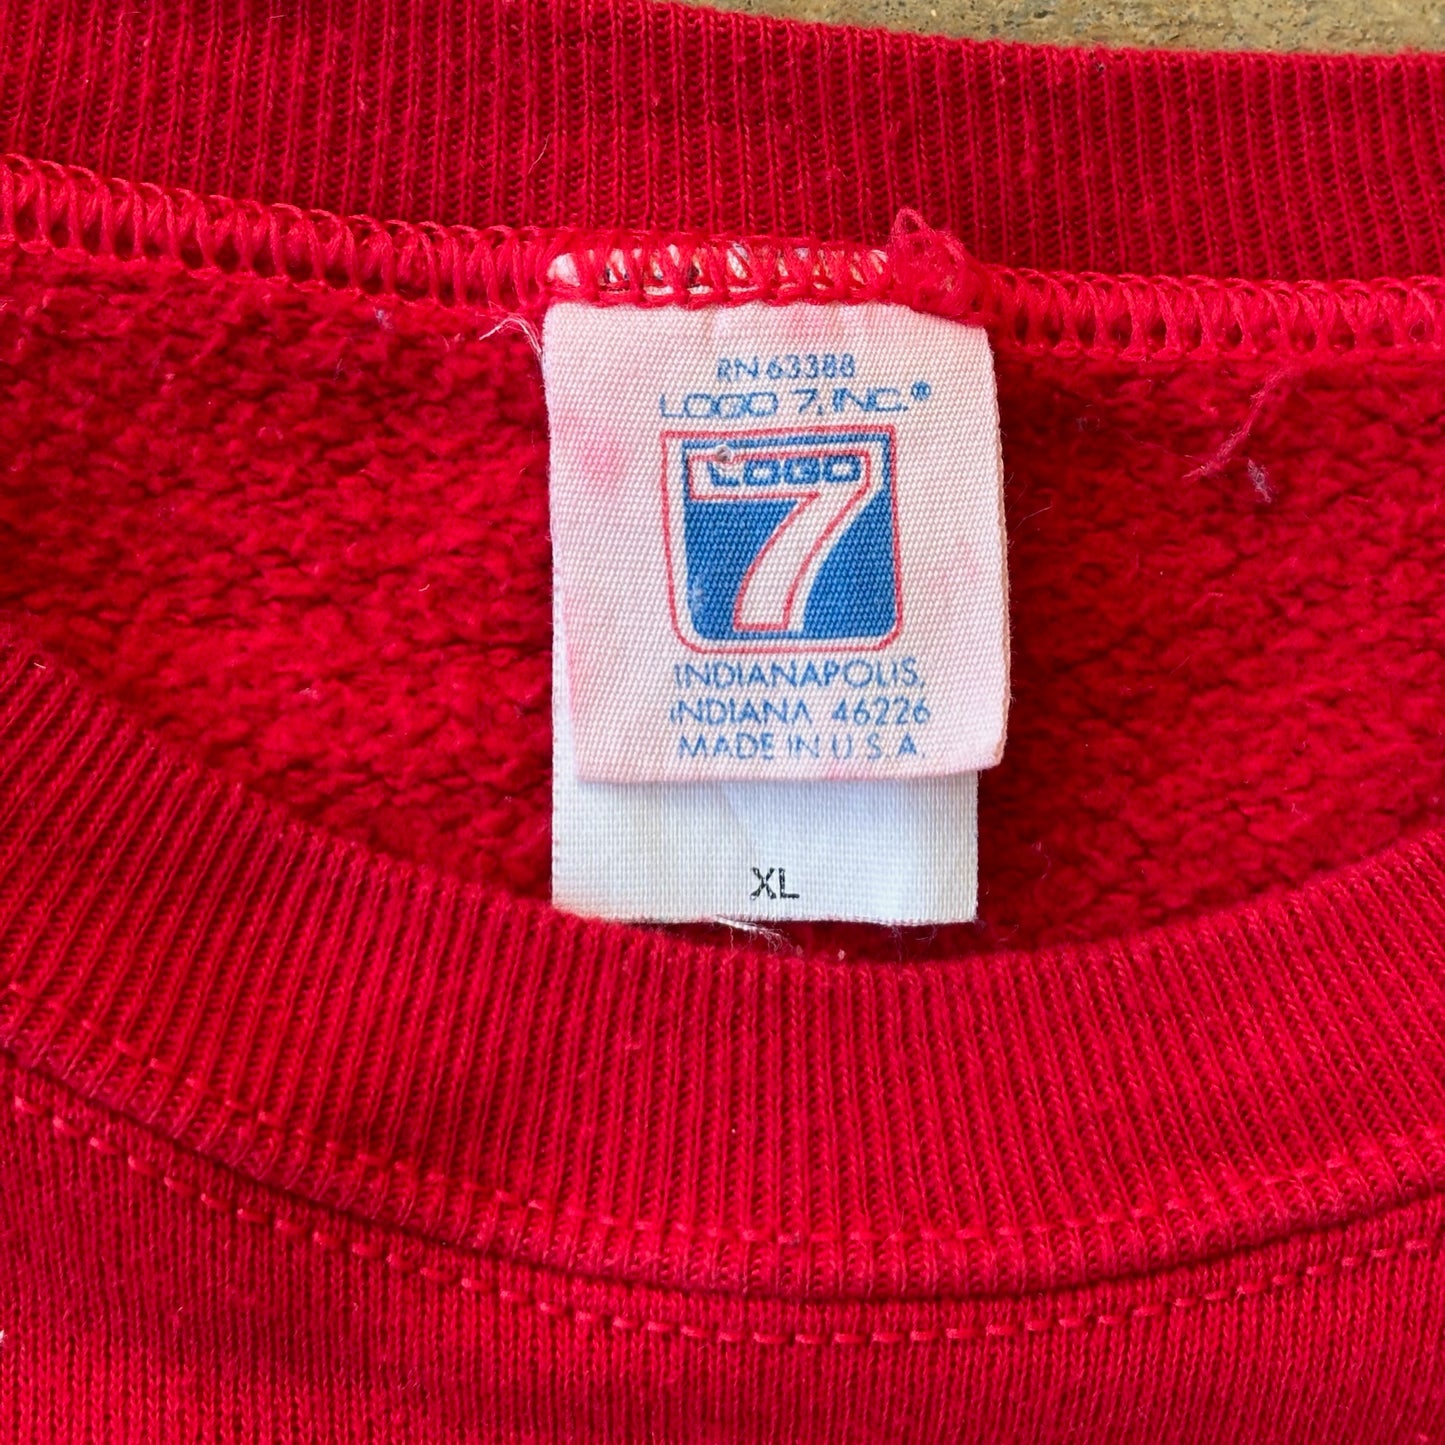 RN 63388
LOGO 7, INC.®
LOGO
7
INDIANAPOLIS,
INDIANA 46226
MADE IN U.S.A.
XL